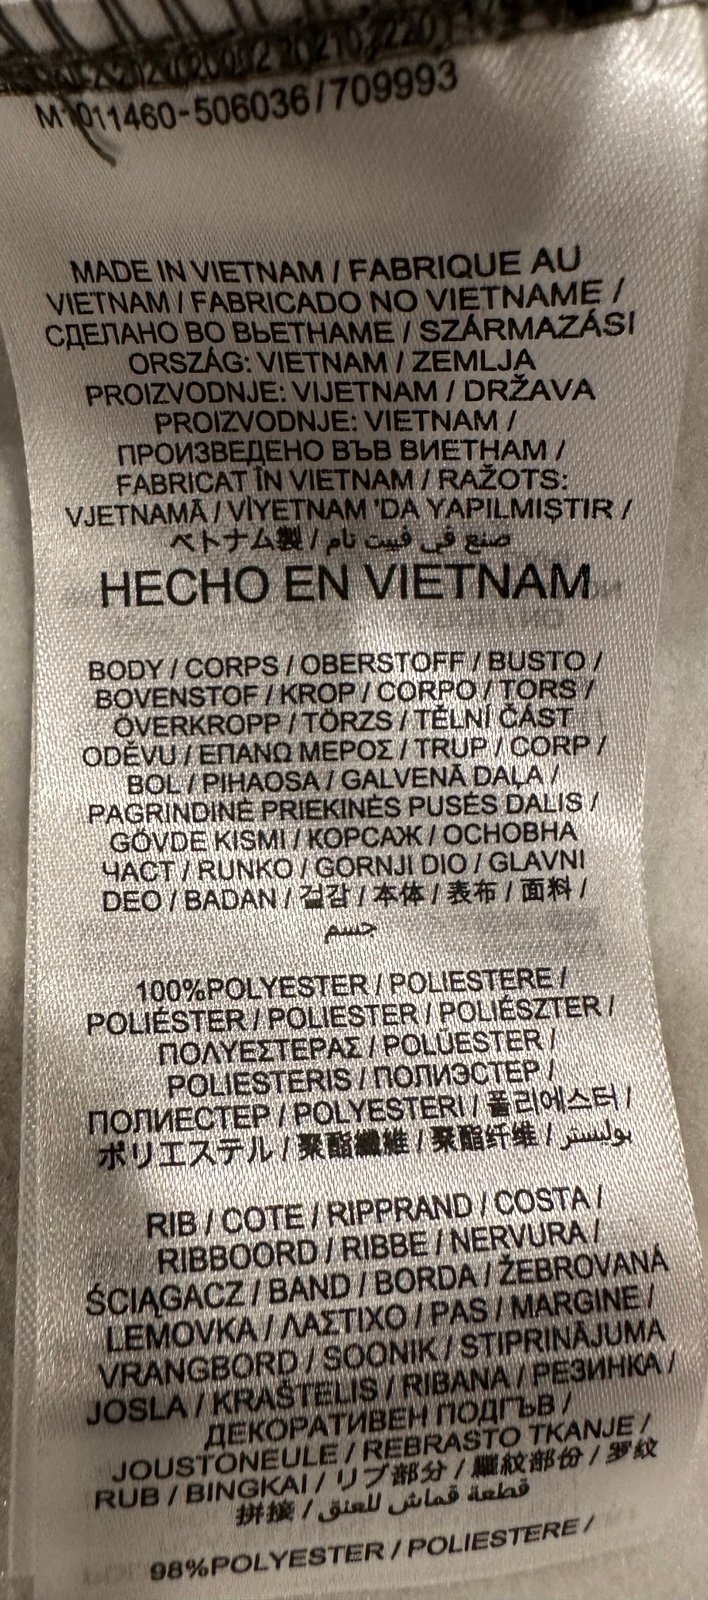 M1011460-506036/709993
MADE IN VIETNAM / FABRIQUE AU
VIETNAM / FABRICADO NO VIETNAME /
СДЕЛАНО ВО ВЬЕТНАМЕ / SZÁRMAZÁSI
ORSZÁG: VIETNAM / ZEMLJA
PROIZVODNJE: VIJETNAM / DRŽAVA
PROIZVODNJE: VIETNAM /
ПРОИЗВЕДЕНО ВЪВ ВИЕТНАМ /
FABRICAT ÎN VIETNAM / RAŽOTS:
VJETNAMĀ / VİYETNAM 'DA YAPILMIŞTIR /
ベトナム製 / صنع في فييت نام
HECHO EN VIETNAM
BODY / CORPS / OBERSTOFF / BUSTO /
BOVENSTOF / KROP / CORPO / TORS /
ÖVERKROPP / TÖRZS / TĚLNÍ ČÁST
ODĚVU / ΕΠΑΝΩ ΜΕΡΟΣ / TRUP / CORP /
BOL / PIHAOSA / GALVENĀ DAĻA /
PAGRINDINĖ PRIEKINĖS PUSĖS DALIS /
GÖVDE KISMI / КОРСАЖ / ОСНОВНА
ЧАСТ / RUNKO / GORNJI DIO / GLAVNI
DEO / BADAN / 겉감 / 本体 / 表布 / 面料 /
جسم
100%POLYESTER / POLIESTERE /
POLIÉSTER / POLIESTER / POLIÉSZTER /
ΠΟΛΥΕΣΤΕΡΑΣ / POLÜESTER /
POLIESTERIS / ПОЛИЭСТЕР /
ПОЛИЕСТЕР / POLYESTERI / 폴리에스터 /
ポリエステル / 聚酯纖維 / 聚酯纤维 / بوليستر
RIB / COTE / RIPPRAND / COSTA /
RIBBOORD / RIBBE / NERVURA /
ŚCIĄGACZ / BAND / BORDA / ŽEBROVANÁ
LEMOVKA / ΛΑΣΤΙΧΟ / PAS / MARGINE /
VRANGBORD / SOONIK / STIPRINĀJUMA
JOSLA / KRAŠTELIS / RIBANA / РЕЗИНКА /
ДЕКОРАТИВЕН ПОДГЪВ /
JOUSTONEULE / REBRASTO TKANJE /
RUB / BINGKAI / リブ部分 / 羅紋部份 / 罗纹
拼接 / قطعة قماش للعنق
98%POLYESTER / POLIESTERE /